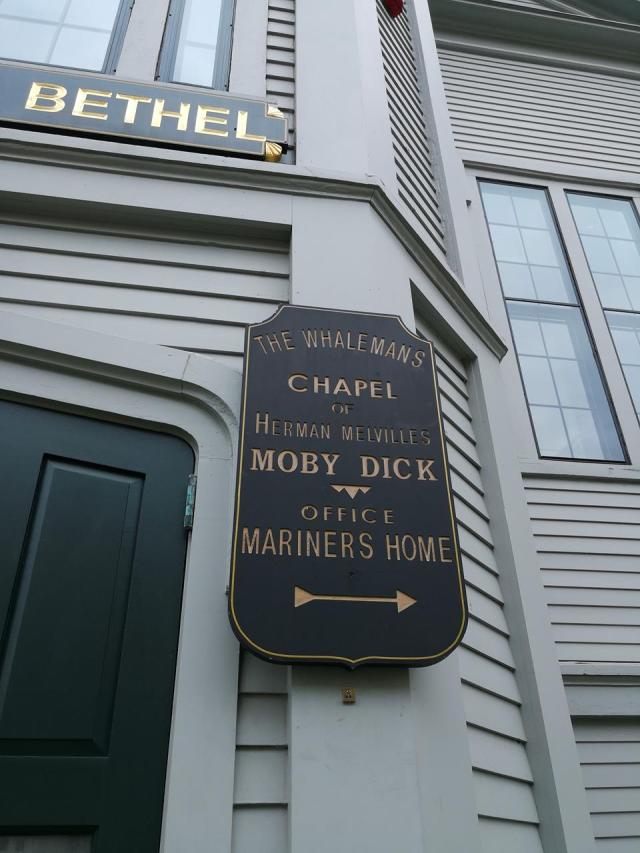 BETHEL
THE WHALEMANS
CHAPEL
OF
HERMAN MELVILLES
MOBY DICK
OFFICE
MARINERS HOME